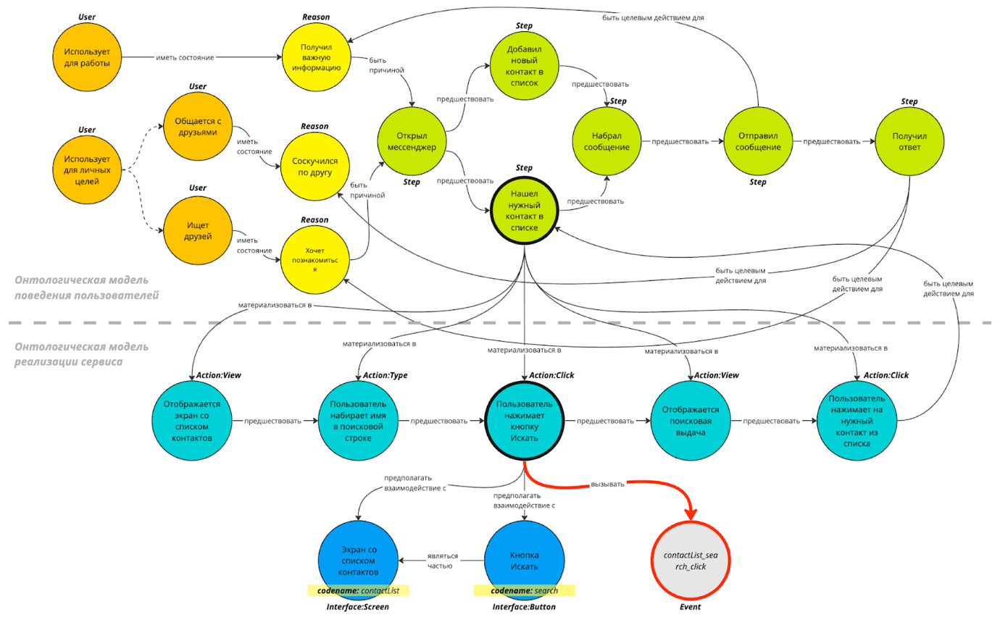 User
Использует
для работы
иметь состояние
Reason
Получил
важную
информацию
быть
причиной
Step
Добавил
новый
контакт в
список
быть целевым действием для
предшествовать
предшествовать
User
Общается с
друзьями
иметь
состояние
User
Использует
для личных
целей
Reason
Соскучился
по другу
Открыл
мессенджер
Step
Step
Набрал
сообщение
предшествовать
Отправил
сообщение
Step
предшествовать
Step
Получил
ответ
User
Ищет
друзей
иметь
состояние
Reason
Хочет
познакомитьс
я
быть
причиной
предшествовать
Step
Нашел
нужный
контакт в
списке
предшествовать
быть целевым
действием для
быть целевым
действием для
быть целевым
действием для
Онтологическая модель
поведения пользователей
Онтологическая модель
реализации сервиса
материализоваться в
материализоваться в
материализоваться в
материализоваться в
материализоваться в
Action:View
Отображается
экран со
списком
контактов
предшествовать
Action:Type
Пользователь
набирает имя
в поисковой
строке
предшествовать
Action:Click
Пользователь
нажимает
кнопку
Искать
предшествовать
Action:View
Отображается
поисковая
выдача
предшествовать
Action:Click
Пользователь
нажимает на
нужный
контакт из
списка
предполагать
взаимодействие с
предполагать
взаимодействие с
вызывать
Экран со
списком
контактов
codename: contactList
Interface:Screen
являться
частью
Кнопка
Искать
codename: search
Interface:Button
contactList_sea
rch_click
Event